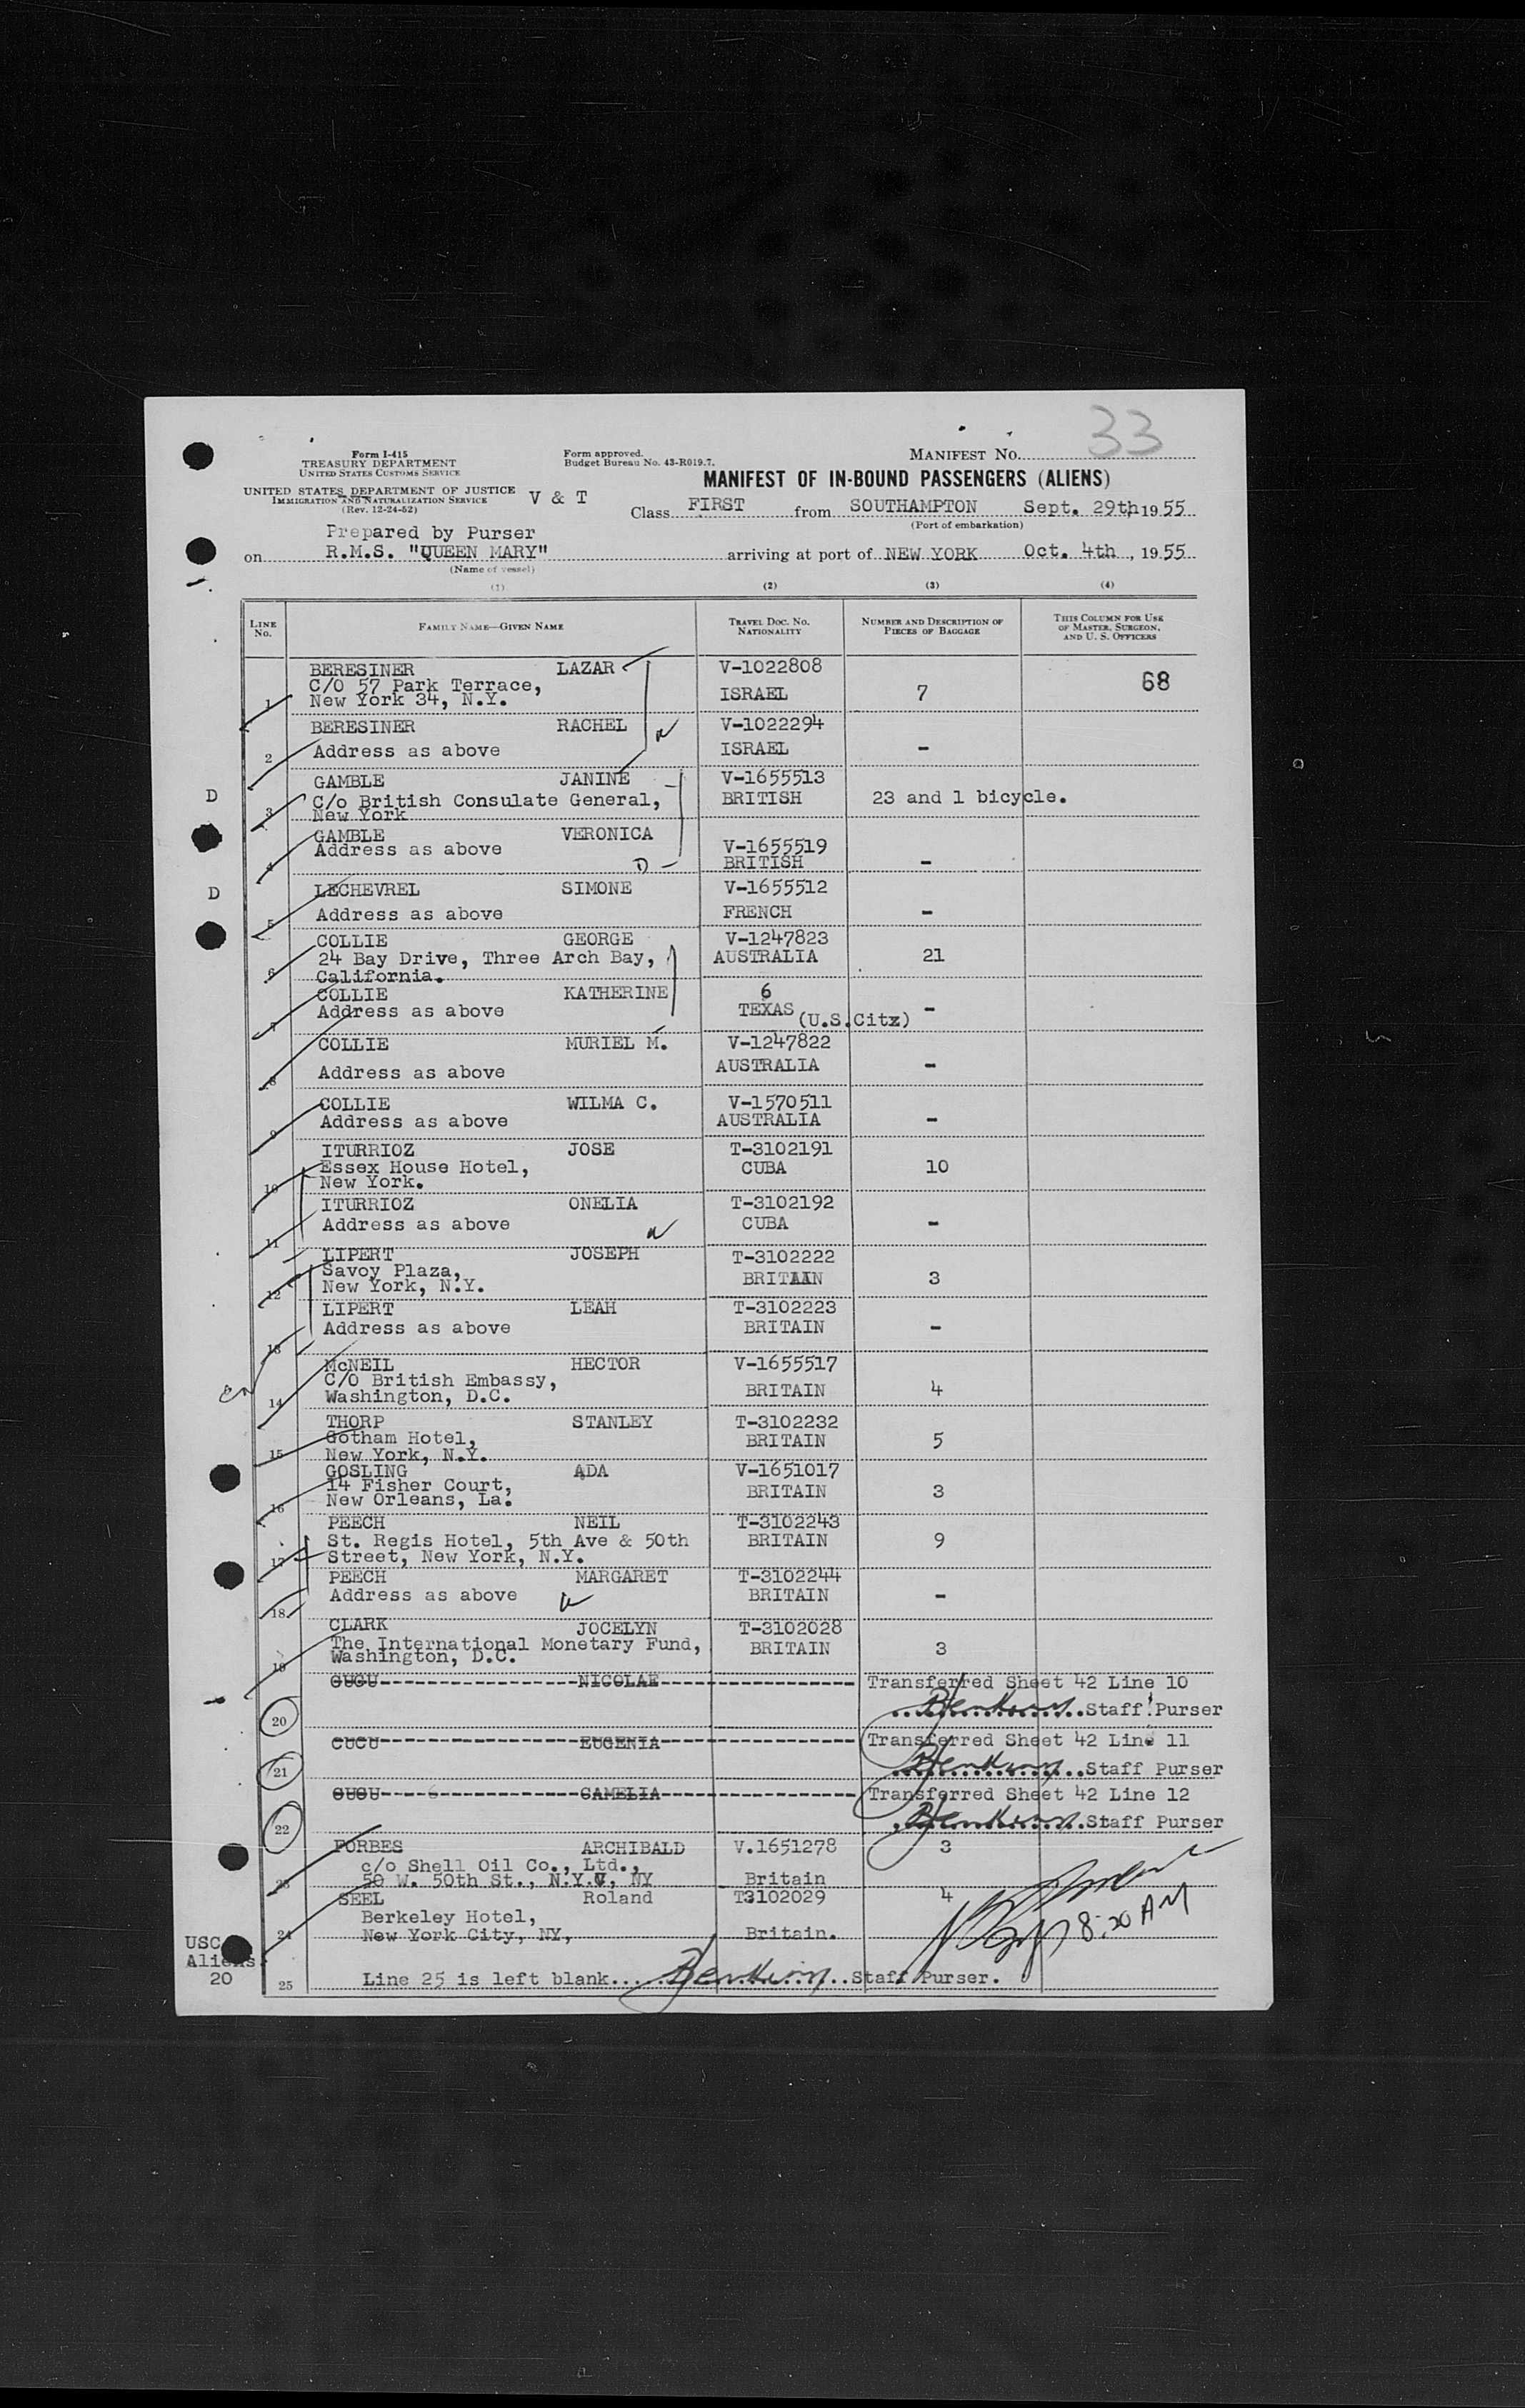 33
Form I-415
TREASURY DEPARTMENT
UNITED STATES CUSTOMS SERVICE
Form approved.
Budget Bureau No. 43-R019.7.
MANIFEST No.
MANIFEST OF IN-BOUND PASSENGERS (ALIENS)
UNITED STATES DEPARTMENT OF JUSTICE
IMMIGRATION AND NATURALIZATION SERVICE
(Rev. 12-24-52)
V & T
Class FIRST from SOUTHAMPTON Sept. 29th, 1955
(Port of embarkation)
Prepared by Purser
on R.M.S. "QUEEN MARY" arriving at port of NEW YORK Oct. 4th, 1955
(Name of vessel)
(1) (2) (3) (4)
LINE No. FAMILY NAME—GIVEN NAME TRAVEL DOC. NO. NATIONALITY NUMBER AND DESCRIPTION OF PIECES OF BAGGAGE THIS COLUMN FOR USE OF MASTER, SURGEON, AND U. S. OFFICERS
BERESINER LAZAR V-1022808
C/O 57 Park Terrace,
1 New York 34, N.Y. ISRAEL 7 68
BERESINER RACHEL V-1022294
2 Address as above ISRAEL -
GAMBLE JANINE V-1655513
D 3 C/o British Consulate General, BRITISH 23 and 1 bicycle.
New York
GAMBLE VERONICA
4 Address as above V-1655519
D - BRITISH -
D LECHEVREL SIMONE V-1655512
5 Address as above FRENCH -
COLLIE GEORGE V-1247823
6 24 Bay Drive, Three Arch Bay, AUSTRALIA 21
California.
COLLIE KATHERINE 6
7 Address as above TEXAS (U.S.Citz) -
COLLIE MURIEL M. V-1247822
8 Address as above AUSTRALIA -
COLLIE WILMA C. V-1570511
9 Address as above AUSTRALIA -
ITURRIOZ JOSE T-3102191
10 Essex House Hotel, CUBA 10
New York.
ITURRIOZ ONELIA T-3102192
11 Address as above CUBA -
LIPERT JOSEPH T-3102222
12 Savoy Plaza, BRITAIN 3
New York, N.Y.
LIPERT LEAH T-3102223
13 Address as above BRITAIN -
McNEIL HECTOR V-1655517
C/O British Embassy,
14 Washington, D.C. BRITAIN 4
THORP STANLEY T-3102232
15 Gotham Hotel, BRITAIN 5
New York, N.Y.
GOSLING ADA V-1651017
16 14 Fisher Court, BRITAIN 3
New Orleans, La.
PEECH NEIL T-3102243
17 St. Regis Hotel, 5th Ave & 50th BRITAIN 9
Street, New York, N.Y.
PEECH MARGARET T-3102244
18 Address as above BRITAIN -
CLARK JOCELYN T-3102028
19 The International Monetary Fund, BRITAIN 3
Washington, D.C.
CUCU NICOLAE Transferred Sheet 42 Line 10
20 Staff Purser
CUCU EUGENIA Transferred Sheet 42 Line 11
21 Staff Purser
CUCU CAMELIA Transferred Sheet 42 Line 12
22 Staff Purser
FORBES ARCHIBALD V.1651278 3
c/o Shell Oil Co., Ltd.,
23 50 W. 50th St., N.Y.C, NY Britain
SEEL Roland T3102029 4
Berkeley Hotel,
24 New York City, NY, Britain.
8:20 AM
USC
Aliens
20
25 Line 25 is left blank.... Staff Purser.